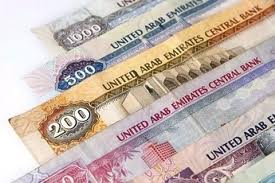 1000
UNITED ARAB EMIRATES CENTRAL
500
UNITED ARAB EMIRATES CENTRAL BANK
200
UNITED ARAB EMIRATES CENTRAL BANK
UNITED ARAB EMIRATES CENTRAL BANK
UNITED ARAB EMIRATES